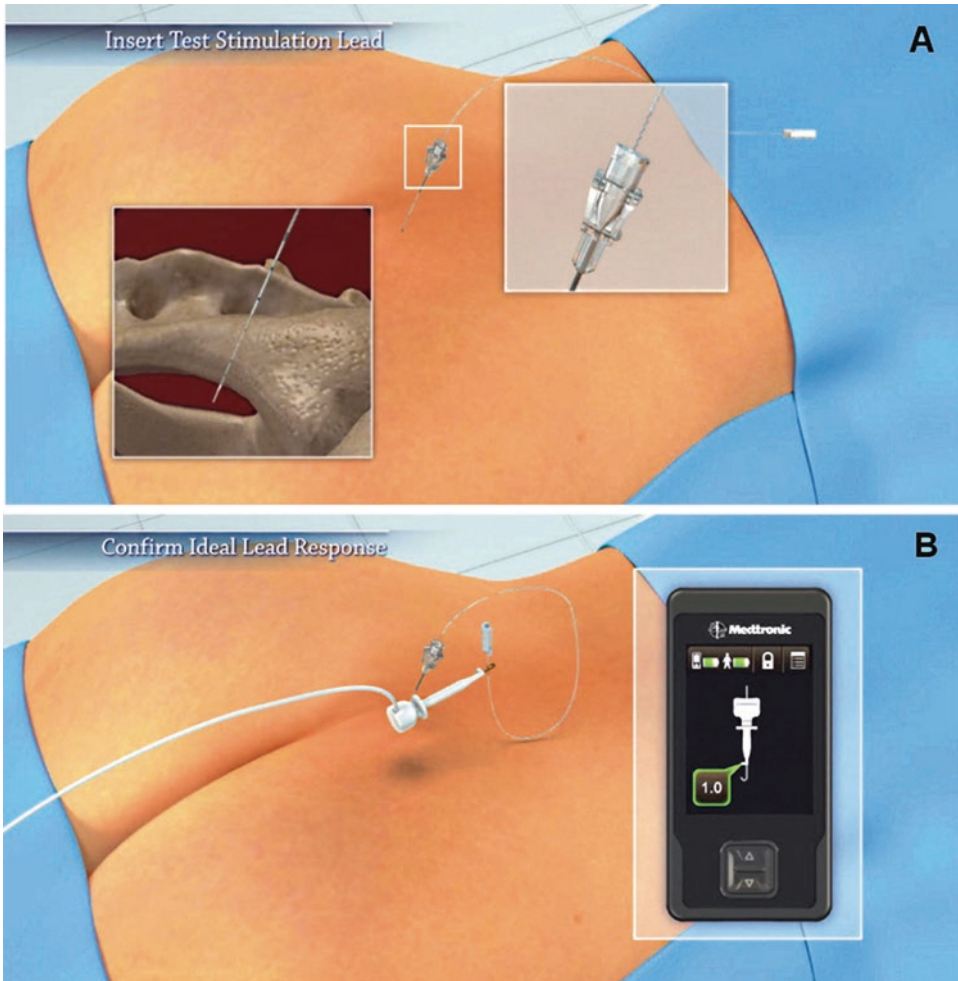 Insert Test Stimulation Lead
A
Confirm Ideal Lead Response
B
Medtronic
1.0